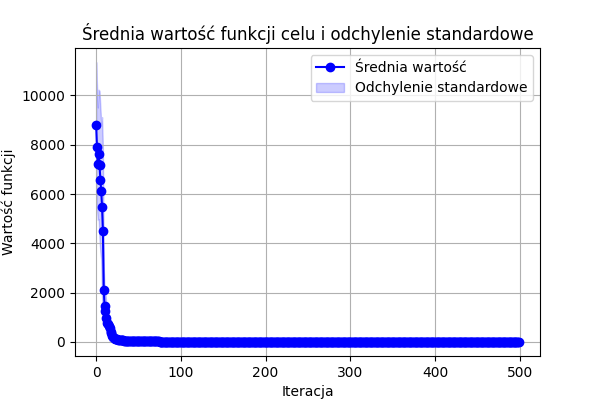 Średnia wartość funkcji celu i odchylenie standardowe
Średnia wartość
Odchylenie standardowe
Wartość funkcji
10000
8000
6000
4000
2000
0
0 100 200 300 400 500
Iteracja